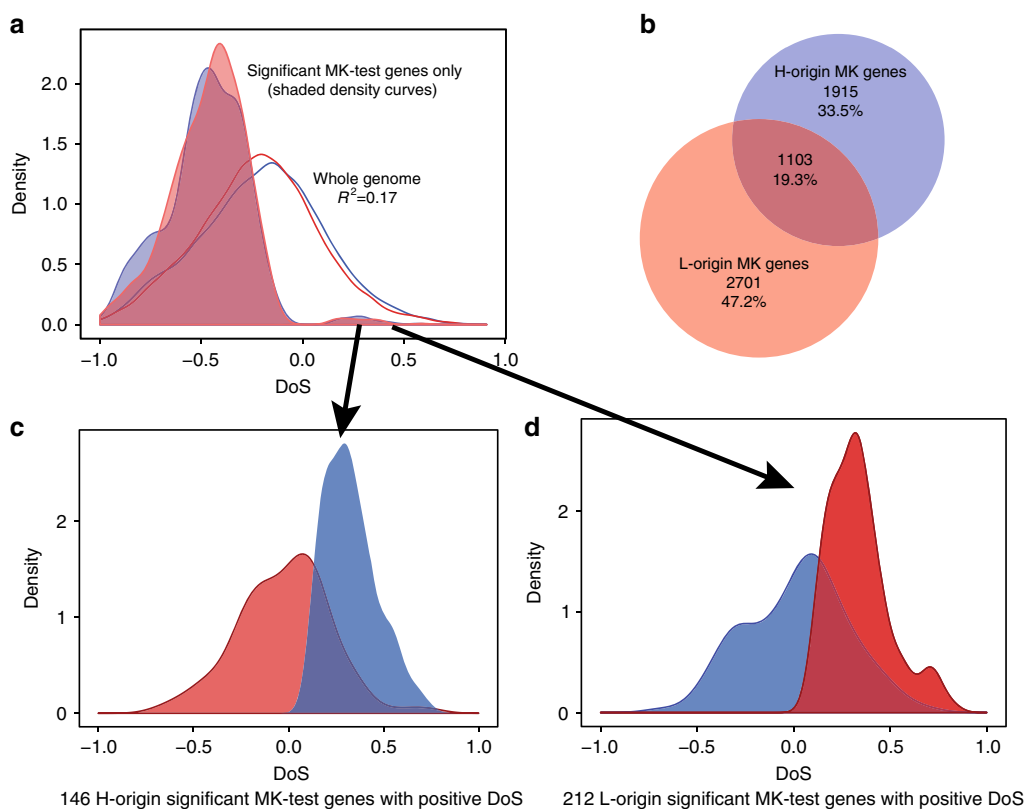 a
Significant MK-test genes only
(shaded density curves)
Whole genome
R²=0.17
Density
2.0
1.5
1.0
0.5
0.0
−1.0
−0.5
0.0
0.5
1.0
DoS
b
H-origin MK genes
1915
33.5%
1103
19.3%
L-origin MK genes
2701
47.2%
c
Density
2
1
0
−1.0
−0.5
0.0
0.5
1.0
DoS
146 H-origin significant MK-test genes with positive DoS
d
Density
2
1
0
−1.0
−0.5
0.0
0.5
1.0
DoS
212 L-origin significant MK-test genes with positive DoS